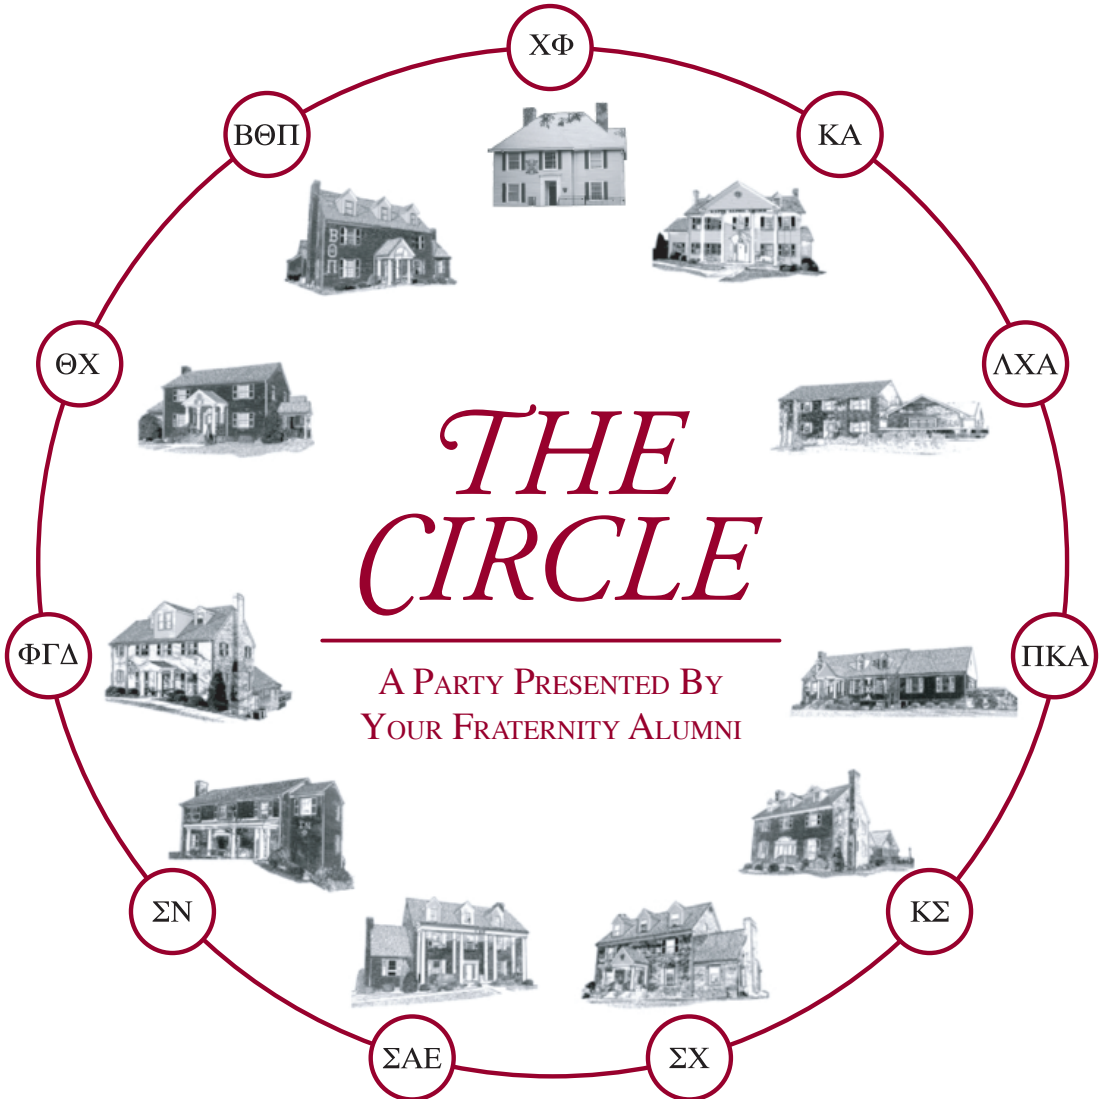 ΧΦ
ΒΘΠ
ΚΑ
ΒΘΠ
ΘΧ
ΛΧΑ
THE
CIRCLE
ΦΓΔ
ΠΚΑ
A Party Presented By
Your Fraternity Alumni
ΣΝ
ΚΣ
ΣΑΕ
ΣΧ